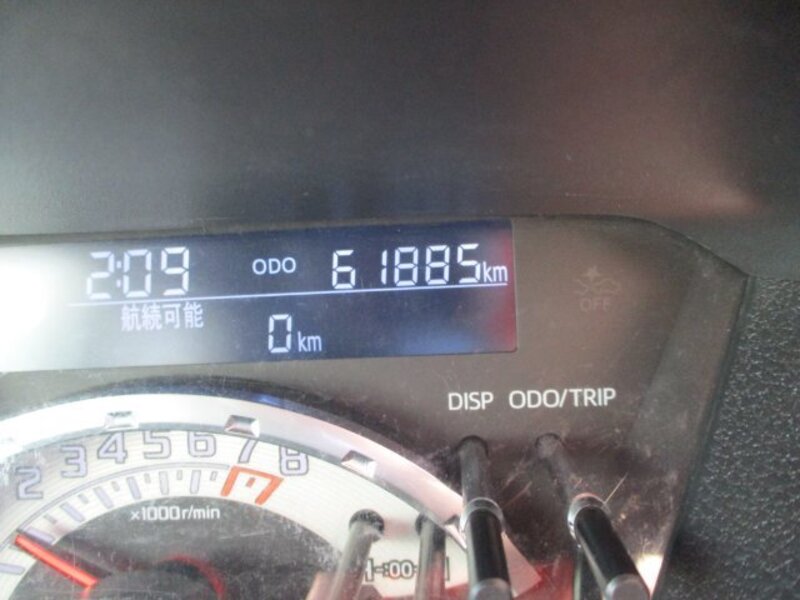 2:09 ODO 61885km
航続可能 0km
OFF
DISP ODO/TRIP
2 3 4 5 6 7 8
×1000r/min